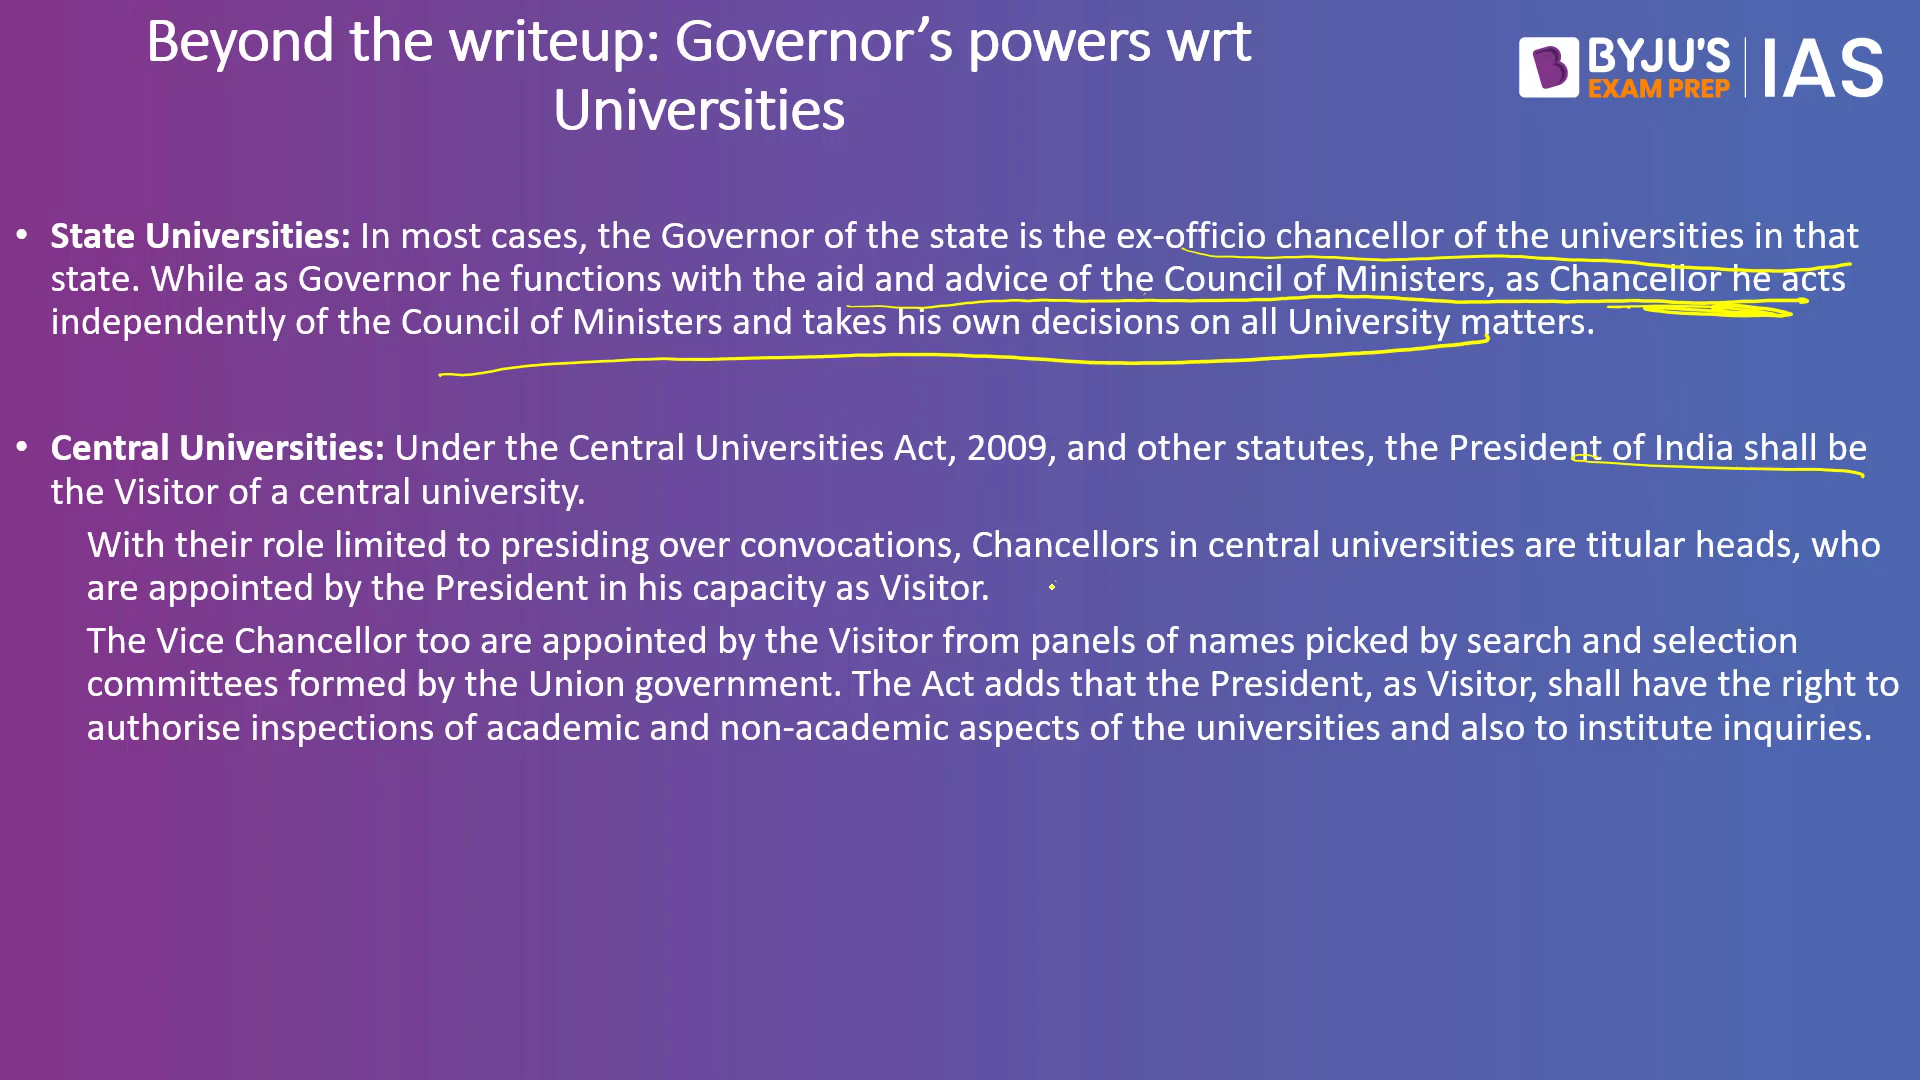 Beyond the writeup: Governor’s powers wrt
Universities
BYJU'S
EXAM PREP
IAS
• State Universities: In most cases, the Governor of the state is the ex-officio chancellor of the universities in that
state. While as Governor he functions with the aid and advice of the Council of Ministers, as Chancellor he acts
independently of the Council of Ministers and takes his own decisions on all University matters.
• Central Universities: Under the Central Universities Act, 2009, and other statutes, the President of India shall be
the Visitor of a central university.
With their role limited to presiding over convocations, Chancellors in central universities are titular heads, who
are appointed by the President in his capacity as Visitor.
The Vice Chancellor too are appointed by the Visitor from panels of names picked by search and selection
committees formed by the Union government. The Act adds that the President, as Visitor, shall have the right to
authorise inspections of academic and non-academic aspects of the universities and also to institute inquiries.